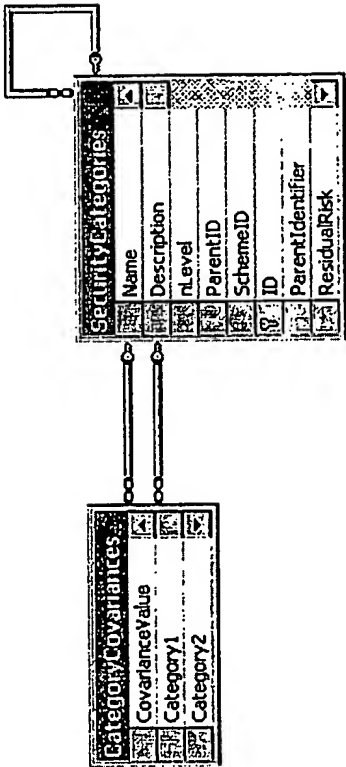 CategoryCovariances
CovarianceValue
Category1
Category2
SecurityCategories
Name
Description
nLevel
ParentID
SchemeID
ID
ParentIdentifier
ResidualRisk